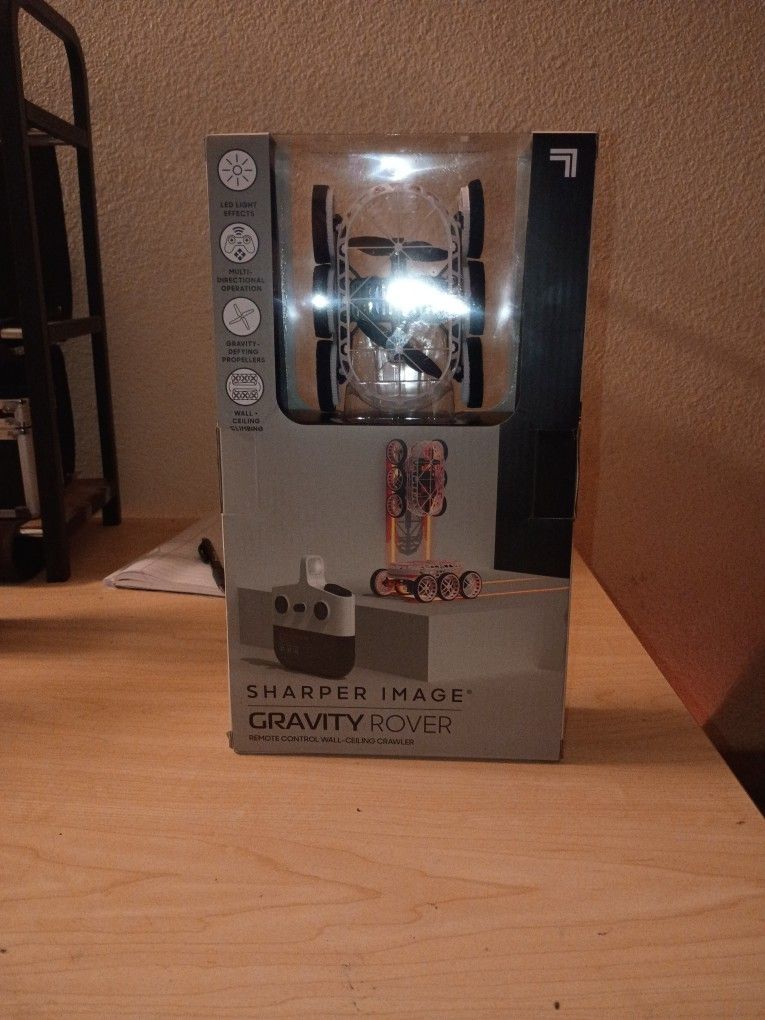 LED LIGHT
EFFECTS
MULTI-
DIRECTIONAL
OPERATION
GRAVITY-
DEFYING
PROPELLERS
WALL +
CEILING
CLIMBING
SHARPER IMAGE®
GRAVITY ROVER
REMOTE CONTROL WALL-CEILING CRAWLER